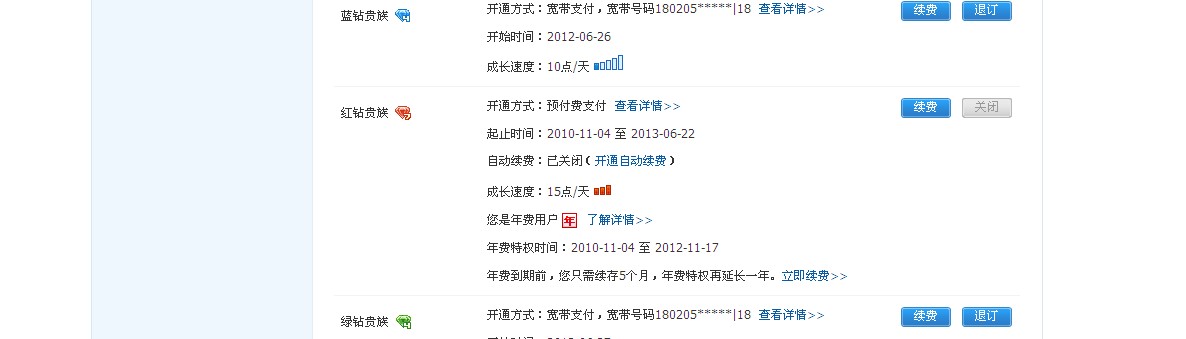 蓝钻贵族 开通方式：宽带支付，宽带号码180205*****|18 查看详情>> 续费 退订
开始时间：2012-06-26
成长速度：10点/天
红钻贵族 开通方式：预付费支付 查看详情>> 续费 关闭
起止时间：2010-11-04 至 2013-06-22
自动续费：已关闭（开通自动续费）
成长速度：15点/天
您是年费用户 年 了解详情>>
年费特权时间：2010-11-04 至 2012-11-17
年费到期前，您只需续存5个月，年费特权再延长一年。立即续费>>
绿钻贵族 开通方式：宽带支付，宽带号码180205*****|18 查看详情>> 续费 退订